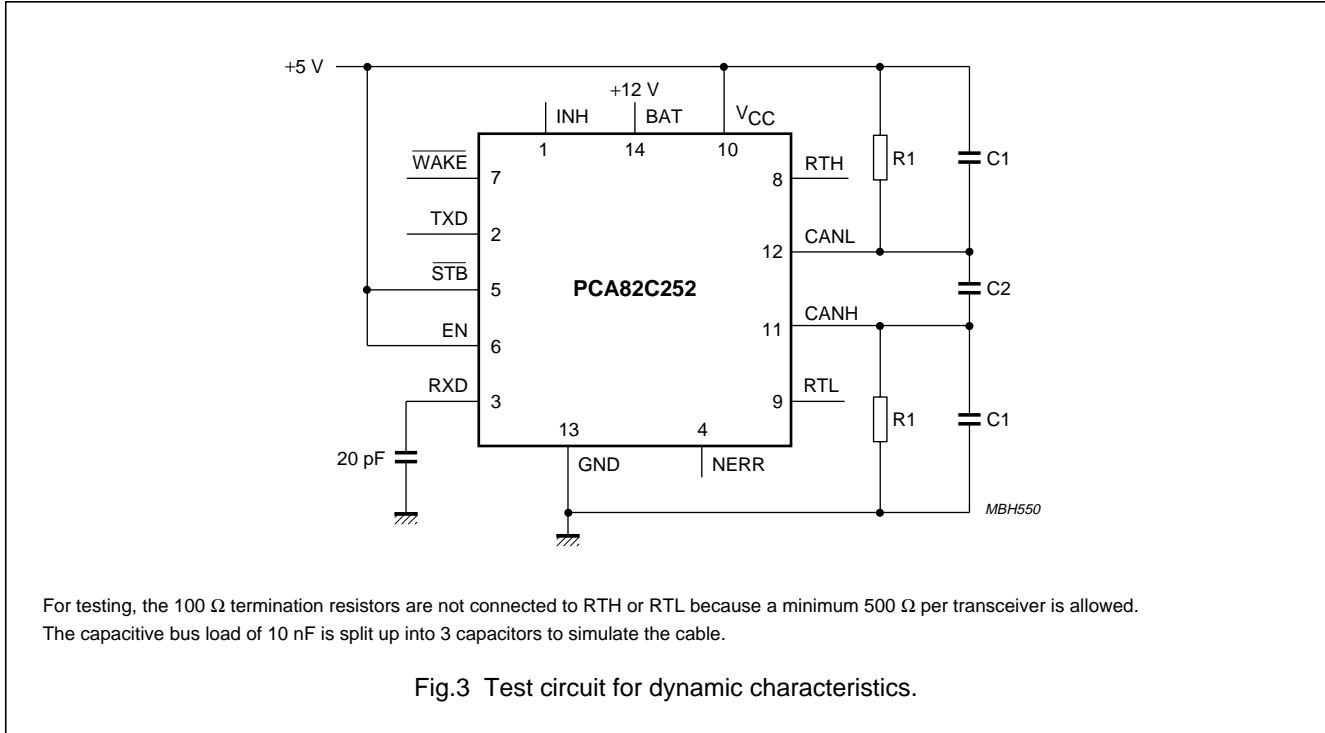 +5 V
+12 V
INH
BAT
VCC
1
14
10
WAKE
7
8
RTH
R1
C1
TXD
2
12
CANL
STB
5
PCA82C252
C2
EN
6
11
CANH
RXD
3
9
RTL
R1
C1
13
4
20 pF
GND
NERR
MBH550
For testing, the 100 Ω termination resistors are not connected to RTH or RTL because a minimum 500 Ω per transceiver is allowed.
The capacitive bus load of 10 nF is split up into 3 capacitors to simulate the cable.
Fig.3 Test circuit for dynamic characteristics.